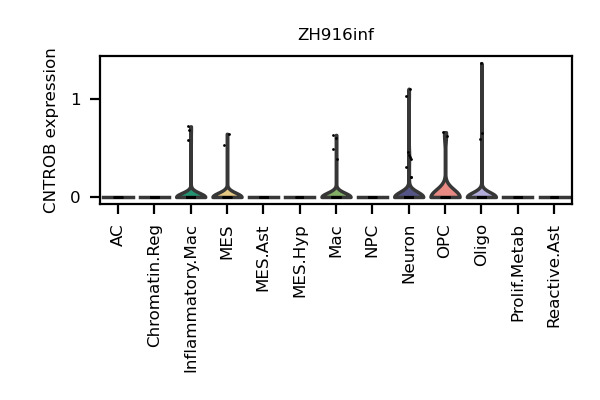 ZH916inf
CNTROB expression
1
0
AC
Chromatin.Reg
Inflammatory.Mac
MES
MES.Ast
MES.Hyp
Mac
NPC
Neuron
OPC
Oligo
Prolif.Metab
Reactive.Ast